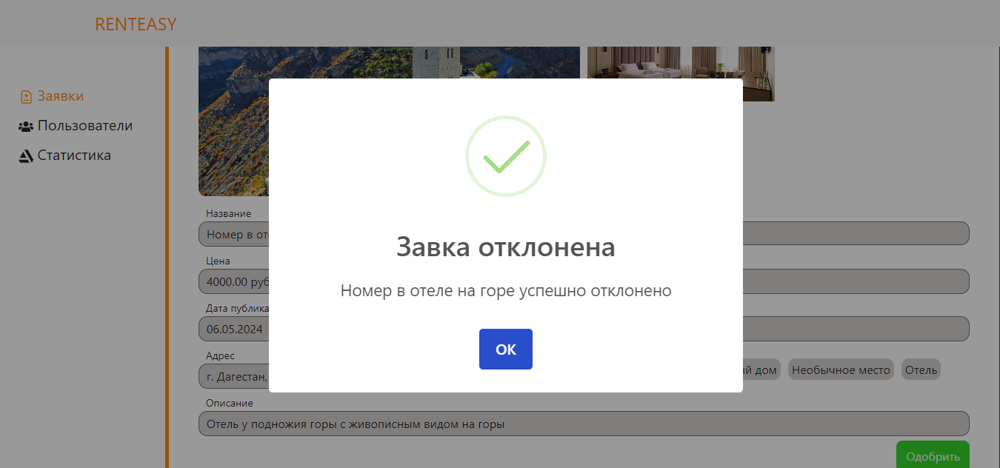 RENTEASY
Заявки
Пользователи
Статистика
Завка отклонена
Номер в отеле на горе успешно отклонено
OK
Название
Номер в
Цена
4000.00 руб
Дата
06.05.2024
Адрес
г. Дагестан,
дом
Необычное место
Отель
Описание
Отель у подножия горы с живописным видом на горы
Одобрить